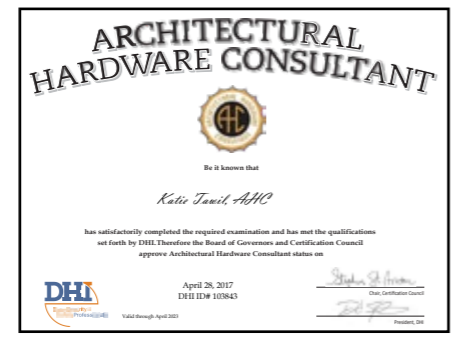 ARCHITECTURAL
HARDWARE CONSULTANT
AHC
Be it known that
Katie Tawil, AHC
has satisfactorily completed the required examination and has met the qualifications
set forth by DHI.Therefore the Board of Governors and Certification Council
approve Architectural Hardware Consultant status on
April 28, 2017
DHI ID# 103843
Chair, Certification Council
President, DHI
DHI
Valid through April 2021